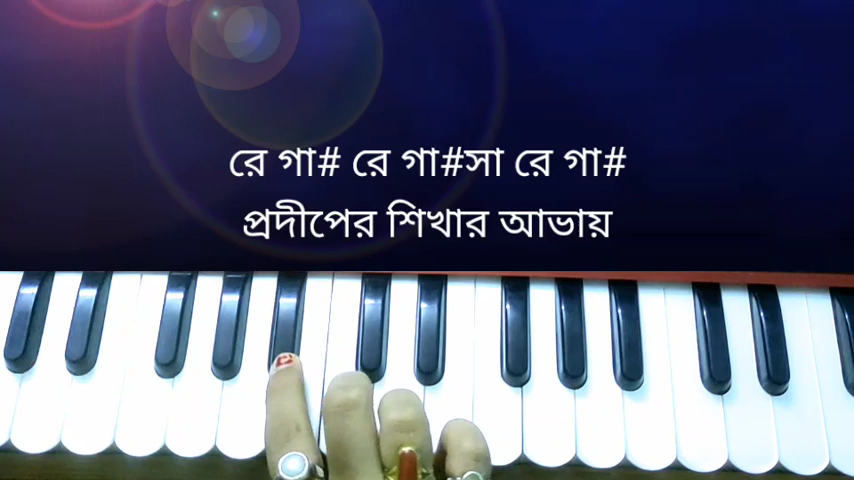 রে গা# রে গা#সা রে গা#
প্রদীপের শিখার আভায়